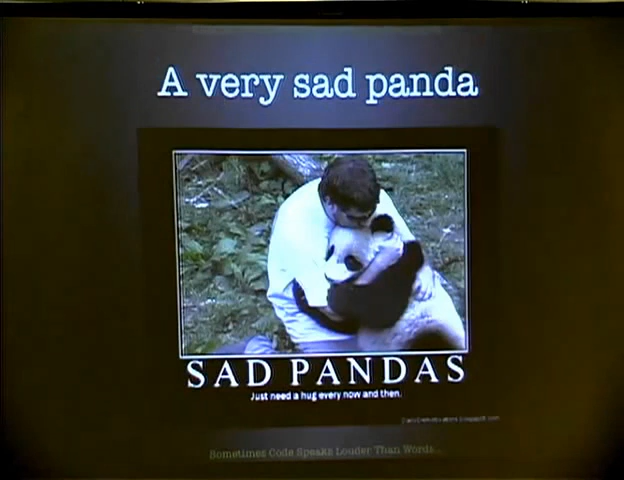 A very sad panda
SAD PANDAS
Just need a hug every now and then.
Sometimes Code Speaks Louder Than Words...